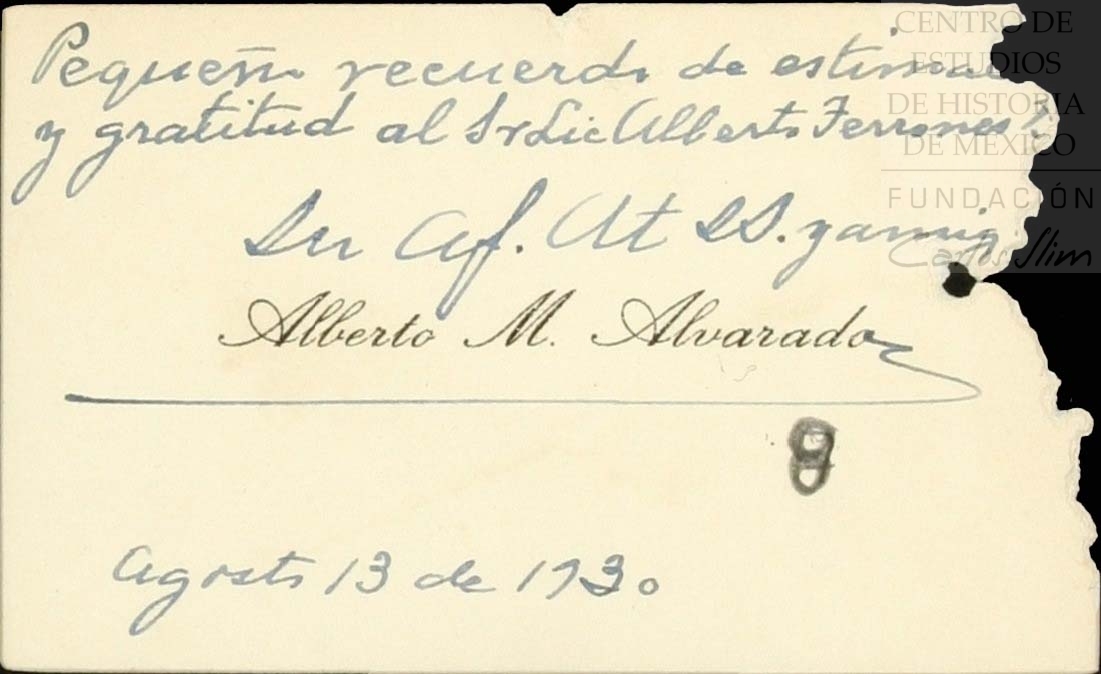 Pequeño recuerdo de estima
y gratitud al Sr Lic Alberto Terrones
Su Af. At SS. y amig
Alberto M. Alvarado
8
Agosto 13 de 1930
CENTRO DE
ESTUDIOS
DE HISTORIA
DE MÉXICO
FUNDACIÓN
Carlos Slim